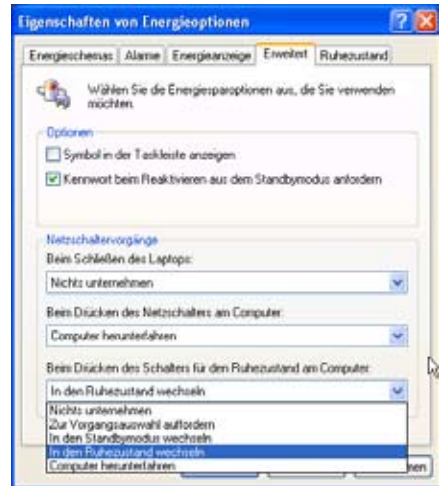 Eigenschaften von Energieoptionen
Energieschemas Alarme Energieanzeige Erweitert Ruhezustand
Wählen Sie die Energiesparoptionen aus, die Sie verwenden
möchten.
Optionen
Symbol in der Taskleiste anzeigen
Kennwort beim Reaktivieren aus dem Standbymodus anfordern
Netzschaltervorgänge
Beim Schließen des Laptops:
Nichts unternehmen
Beim Drücken des Netzschalters am Computer:
Computer herunterfahren
Beim Drücken des Schalters für den Ruhezustand am Computer:
In den Ruhezustand wechseln
Nichts unternehmen
Zur Vorgangsauswahl auffordern
In den Standbymodus wechseln
In den Ruhezustand wechseln
Computer herunterfahren